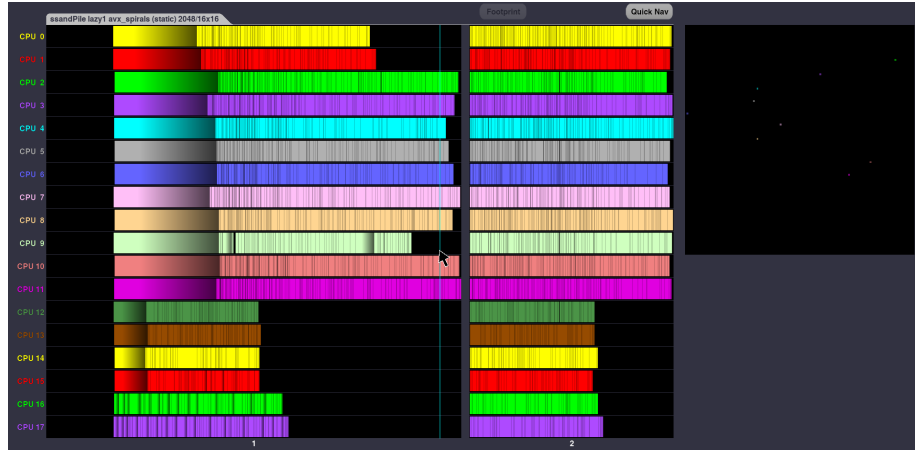 Footprint
Quick Nav
ssandPile lazy1 avx_spirals (static) 2048/16x16
CPU 0
CPU 1
CPU 2
CPU 3
CPU 4
CPU 5
CPU 6
CPU 7
CPU 8
CPU 9
CPU 10
CPU 11
CPU 12
CPU 13
CPU 14
CPU 15
CPU 16
CPU 17
1
2